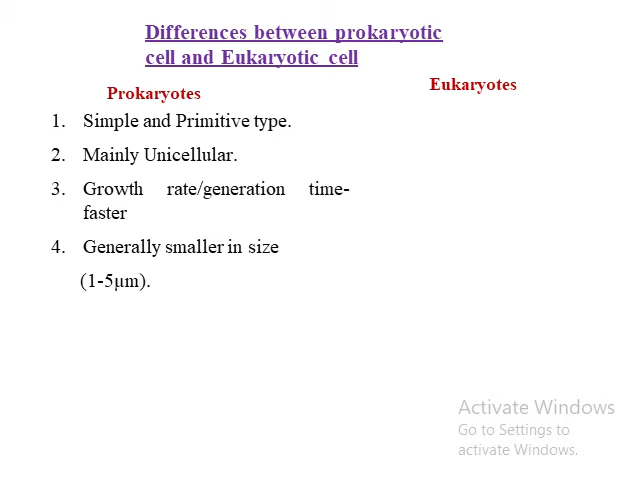 Differences between prokaryotic
cell and Eukaryotic cell
Prokaryotes
Eukaryotes
1. Simple and Primitive type.
2. Mainly Unicellular.
3. Growth rate/generation time-
faster
4. Generally smaller in size
(1-5μm).
Activate Windows
Go to Settings to
activate Windows.